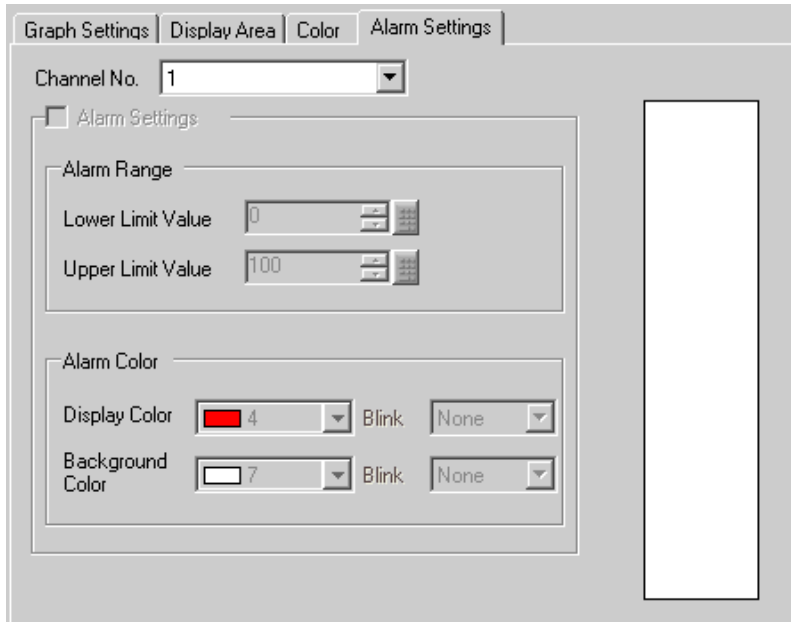 Graph Settings Display Area Color Alarm Settings
Channel No. 1
Alarm Settings
Alarm Range
Lower Limit Value 0
Upper Limit Value 100
Alarm Color
Display Color 4 Blink None
Background
Color 7 Blink None